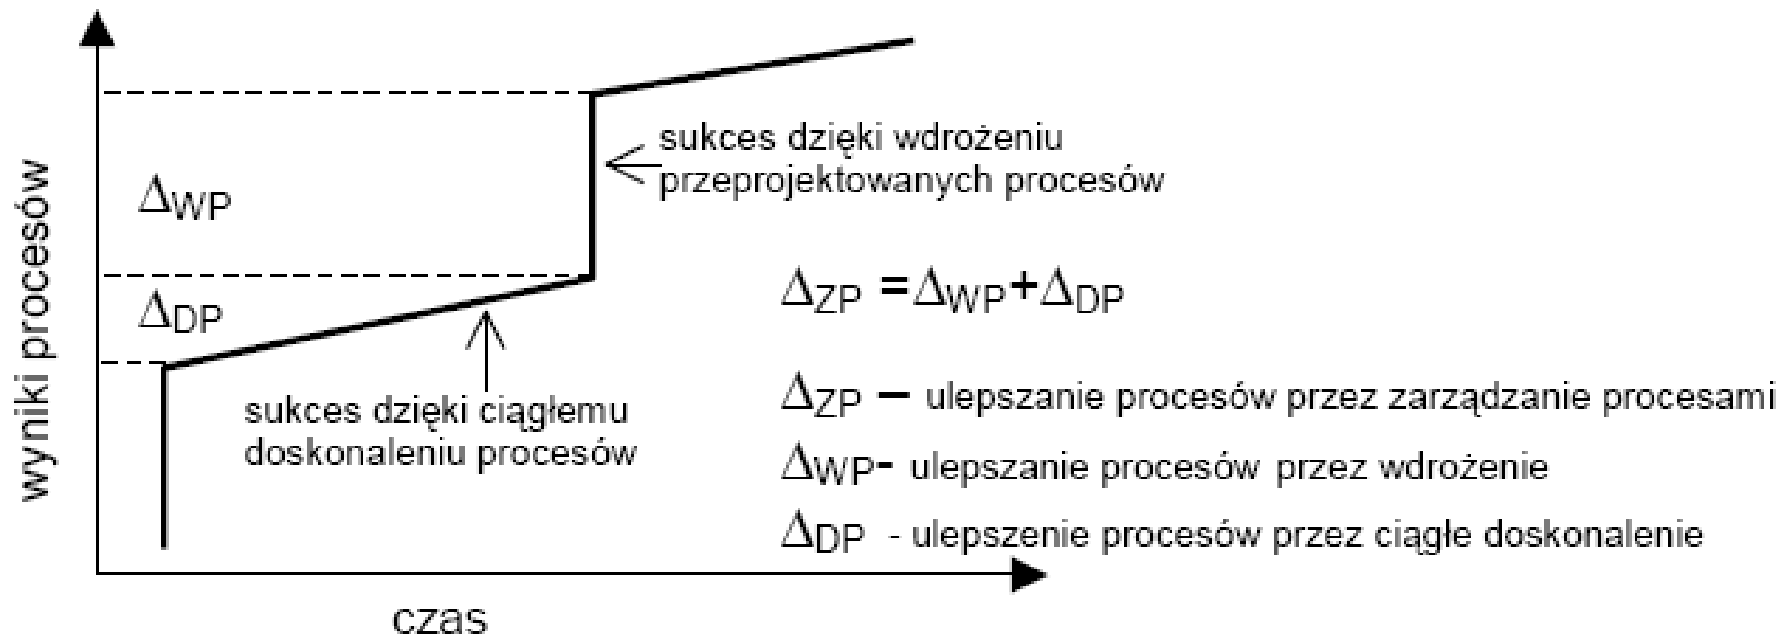 wyniki procesów
sukces dzięki wdrożeniu
przeprojektowanych procesów
ΔWP
ΔDP
ΔZP =ΔWP+ΔDP
sukces dzięki ciągłemu
doskonaleniu procesów
ΔZP – ulepszanie procesów przez zarządzanie procesami
ΔWP- ulepszanie procesów przez wdrożenie
ΔDP - ulepszenie procesów przez ciągłe doskonalenie
czas